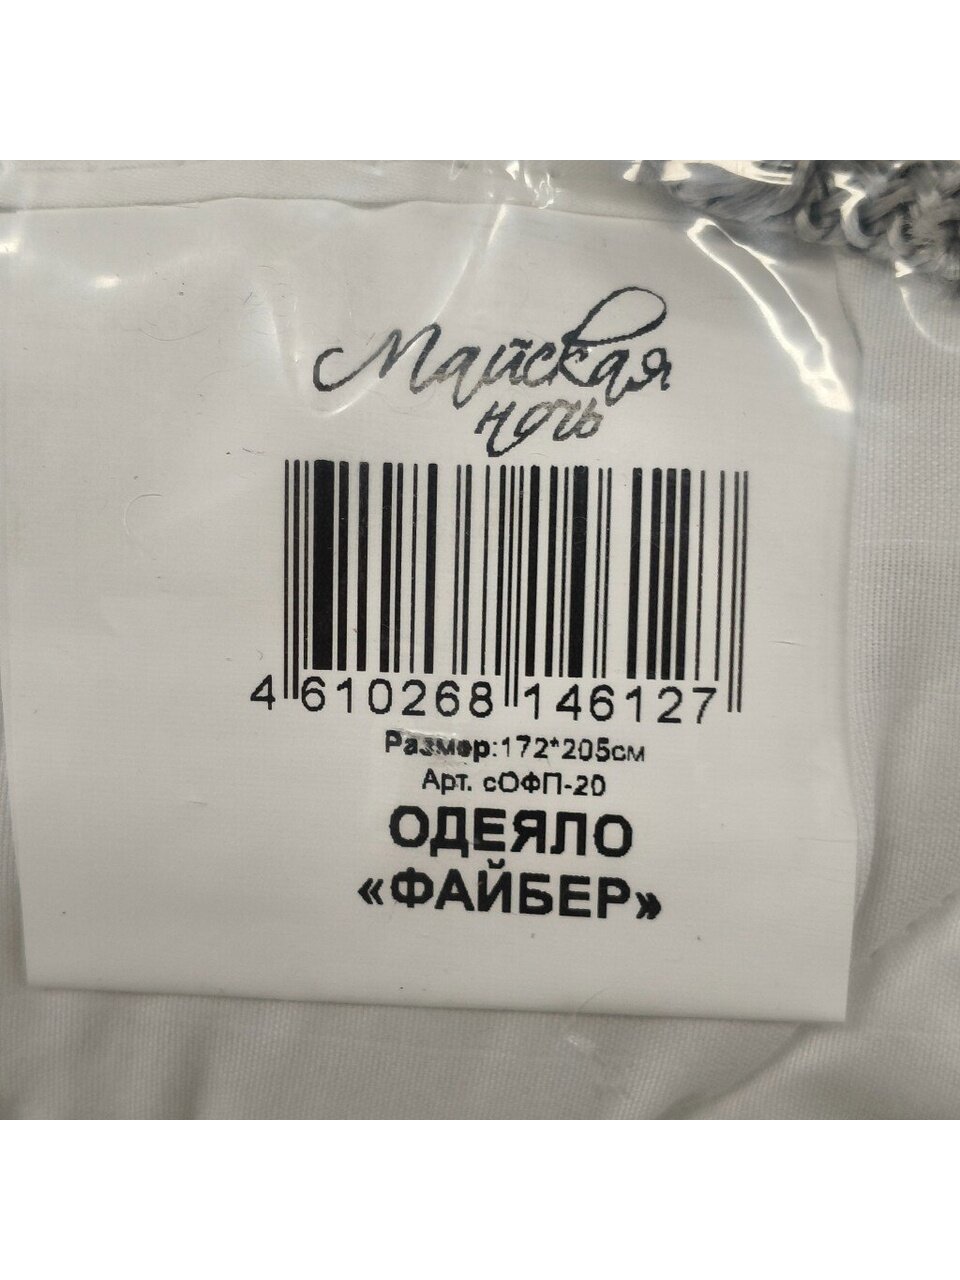 Майская
ночь
4 610268 146127
Размер:172*205см
Арт. сОФП-20
ОДЕЯЛО
«ФАЙБЕР»